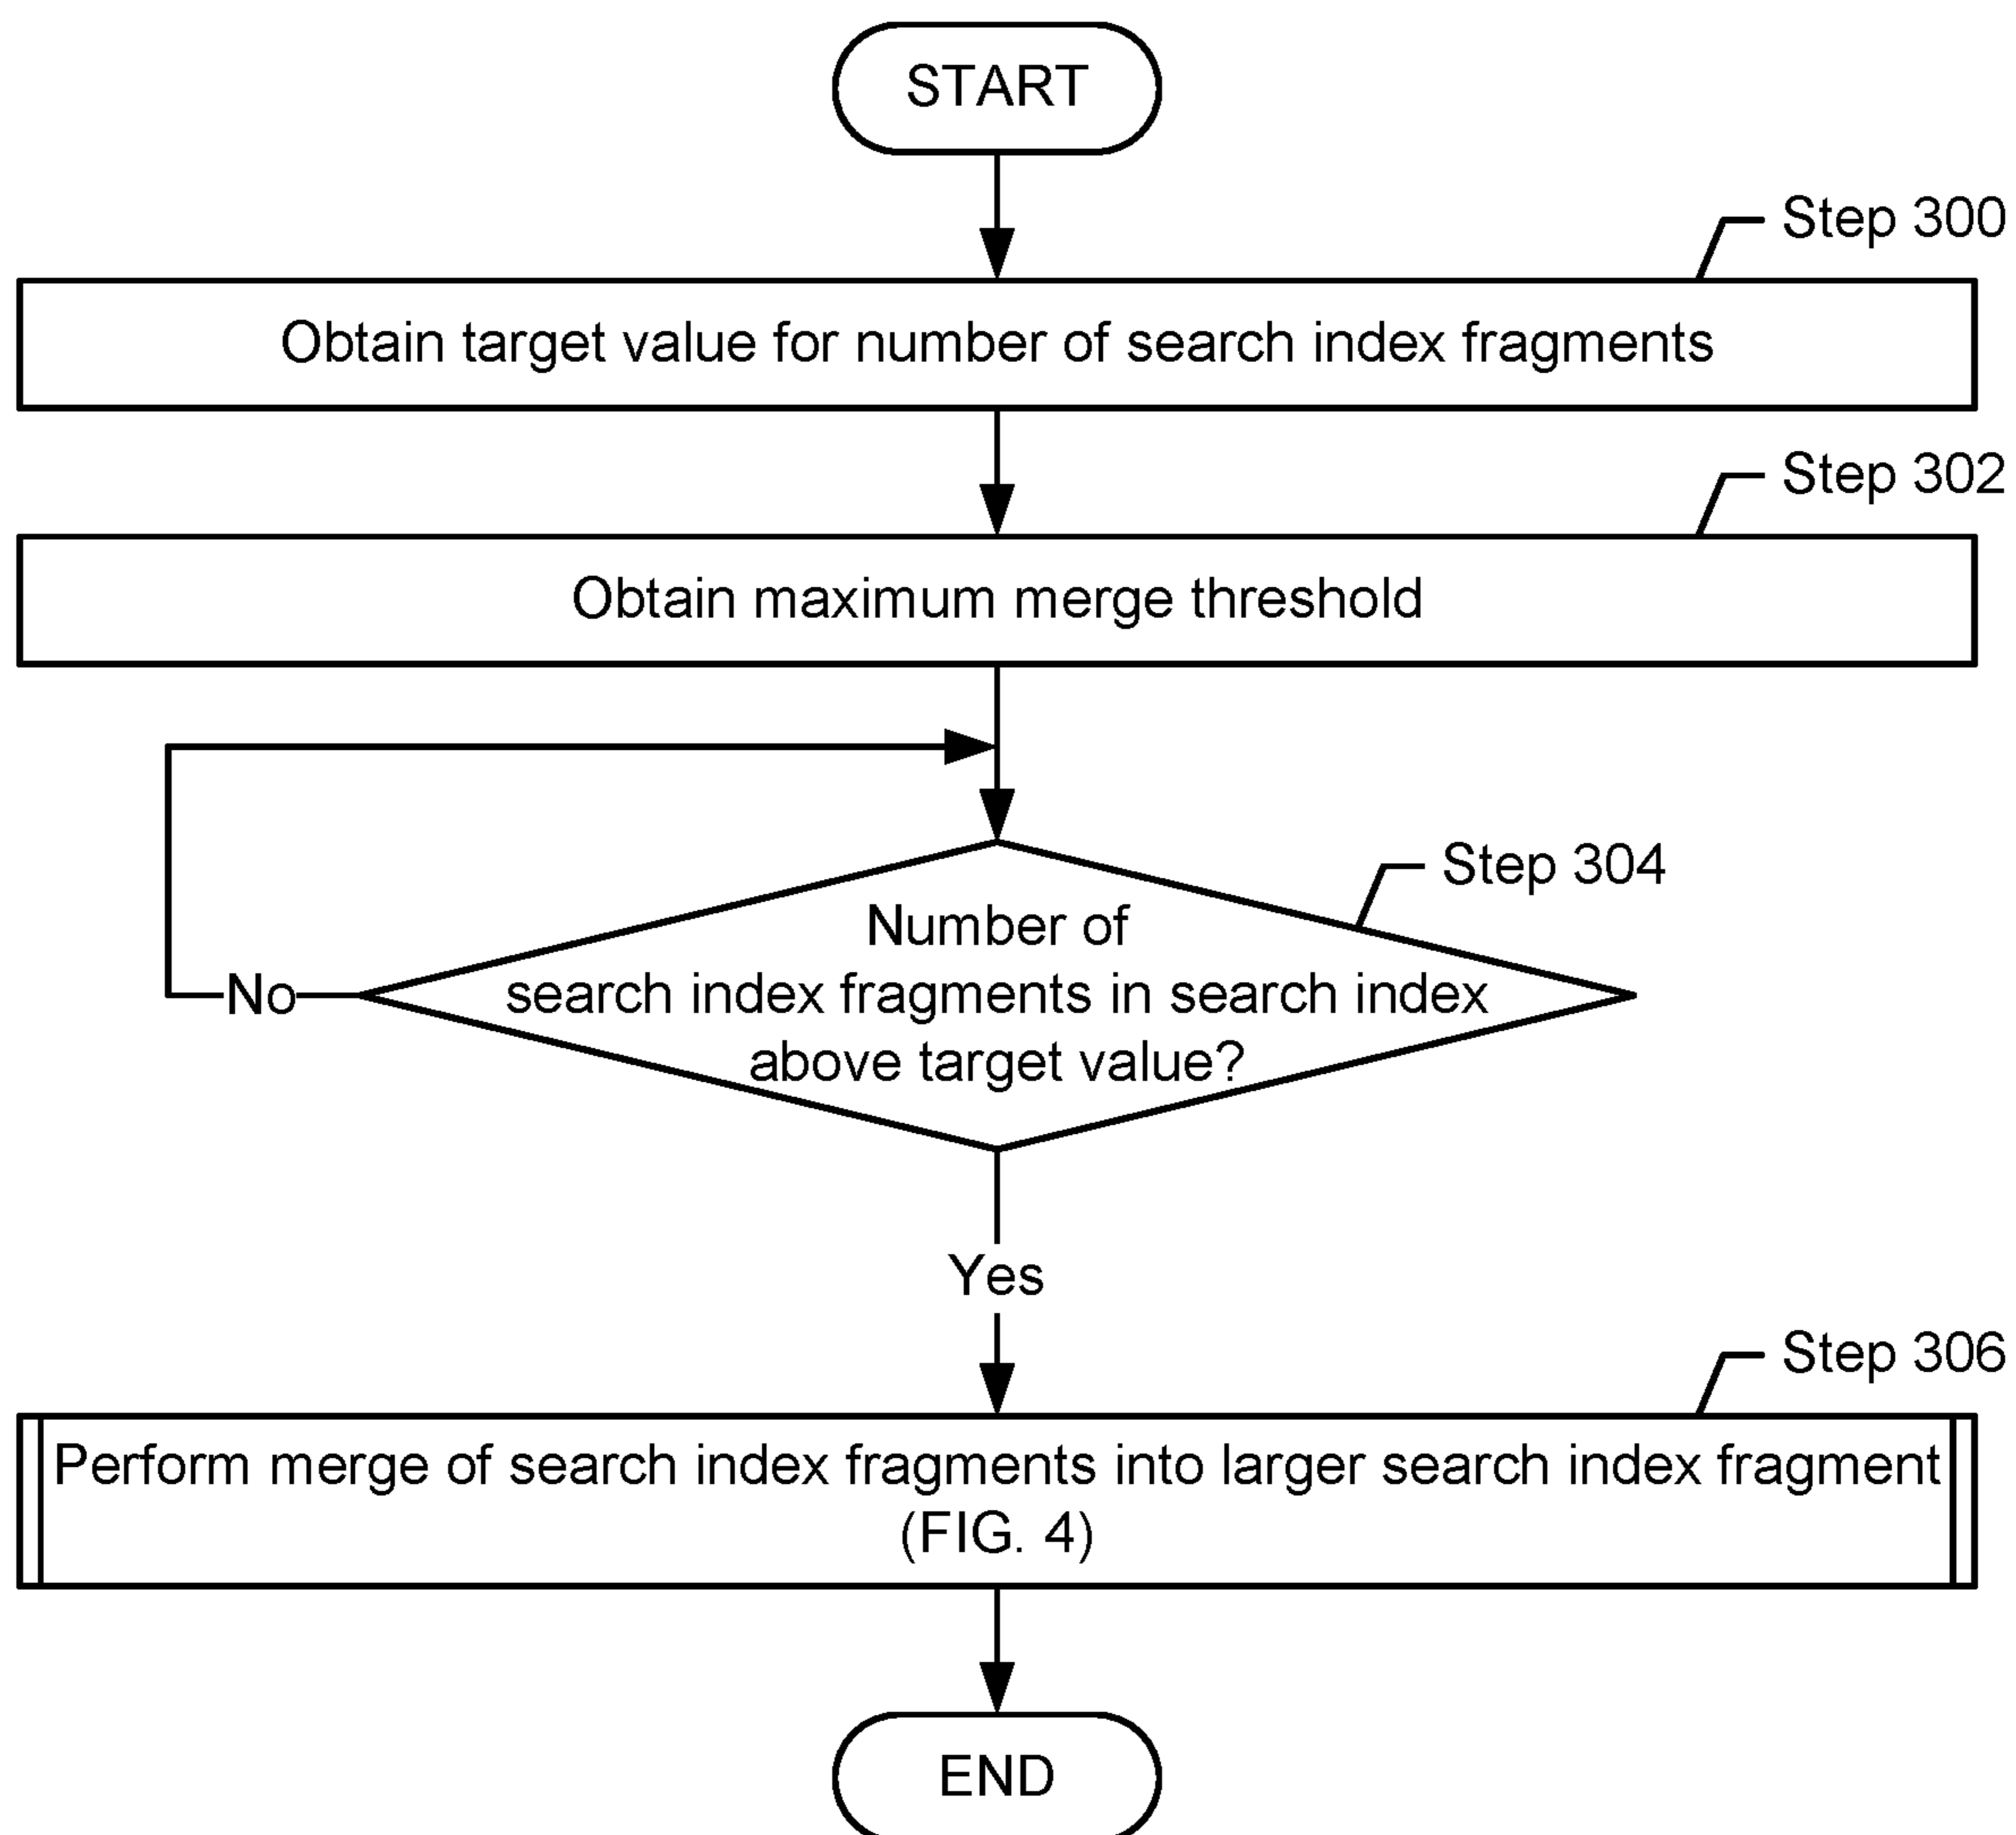 START
Step 300
Obtain target value for number of search index fragments
Step 302
Obtain maximum merge threshold
Step 304
Number of
search index fragments in search index
above target value?
No
Yes
Step 306
Perform merge of search index fragments into larger search index fragment
(FIG. 4)
END